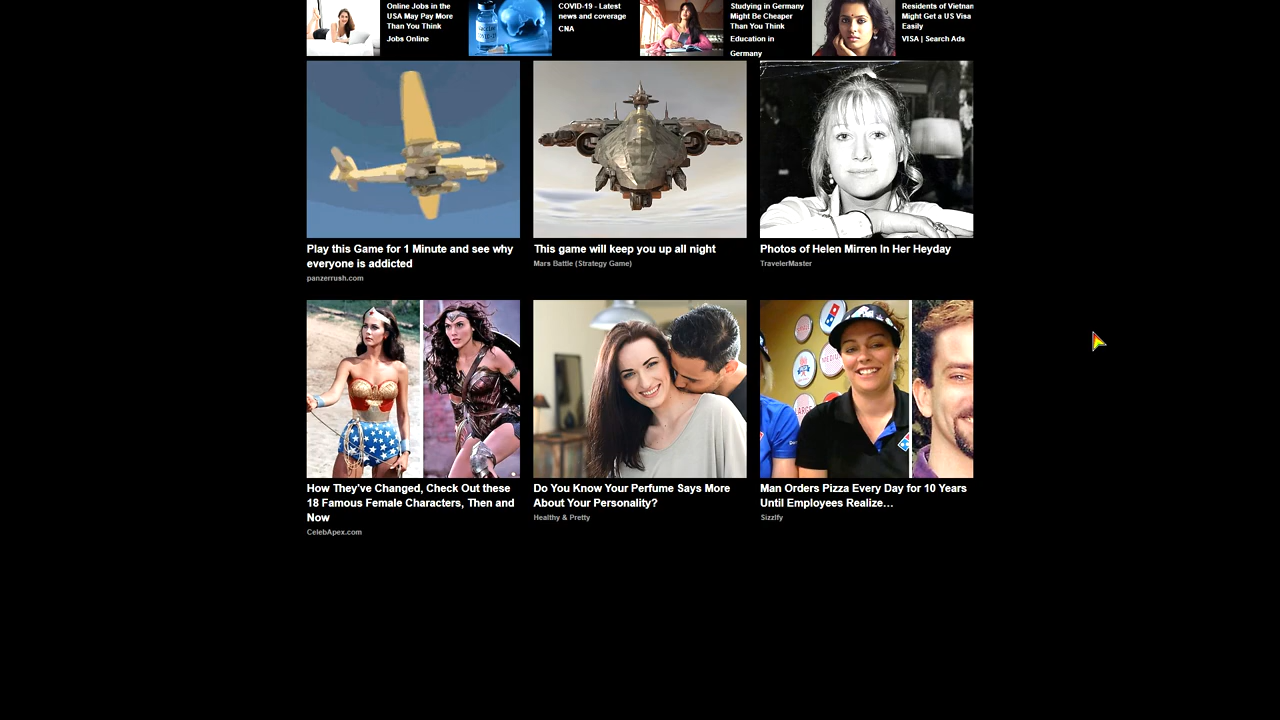 Online Jobs in the
USA May Pay More
Than You Think
Jobs Online
COVID-19 - Latest
news and coverage
CNA
Studying in Germany
Might Be Cheaper
Than You Think
Education in
Germany
Residents of Vietnam
Might Get a US Visa
Easily
VISA | Search Ads
Play this Game for 1 Minute and see why
everyone is addicted
panzerrush.com
This game will keep you up all night
Mars Battle (Strategy Game)
Photos of Helen Mirren In Her Heyday
TravelerMaster
How They've Changed, Check Out these
18 Famous Female Characters, Then and
Now
CelebApex.com
Do You Know Your Perfume Says More
About Your Personality?
Healthy & Pretty
Man Orders Pizza Every Day for 10 Years
Until Employees Realize…
Sizzlfy